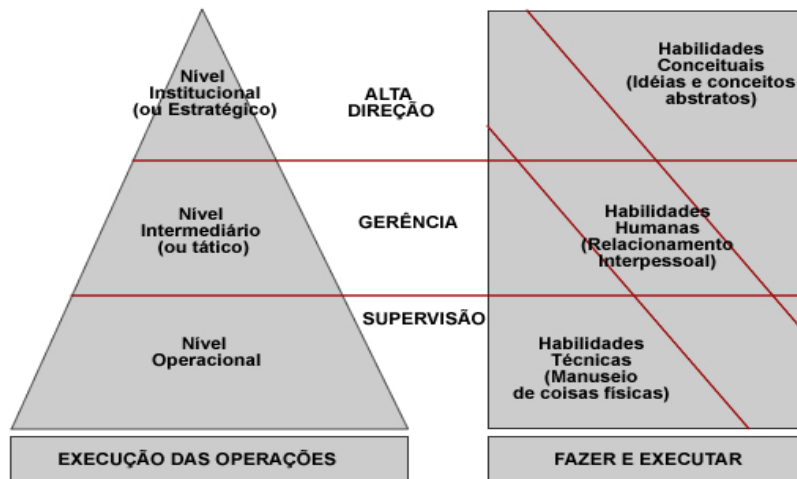 Nível
Institucional
(ou Estratégico)
ALTA
DIREÇÃO
Habilidades
Conceituais
(Idéias e conceitos
abstratos)
Nível
Intermediário
(ou tático)
GERÊNCIA
Habilidades
Humanas
(Relacionamento
Interpessoal)
SUPERVISÃO
Nível
Operacional
Habilidades
Técnicas
(Manuseio
de coisas físicas)
EXECUÇÃO DAS OPERAÇÕES
FAZER E EXECUTAR